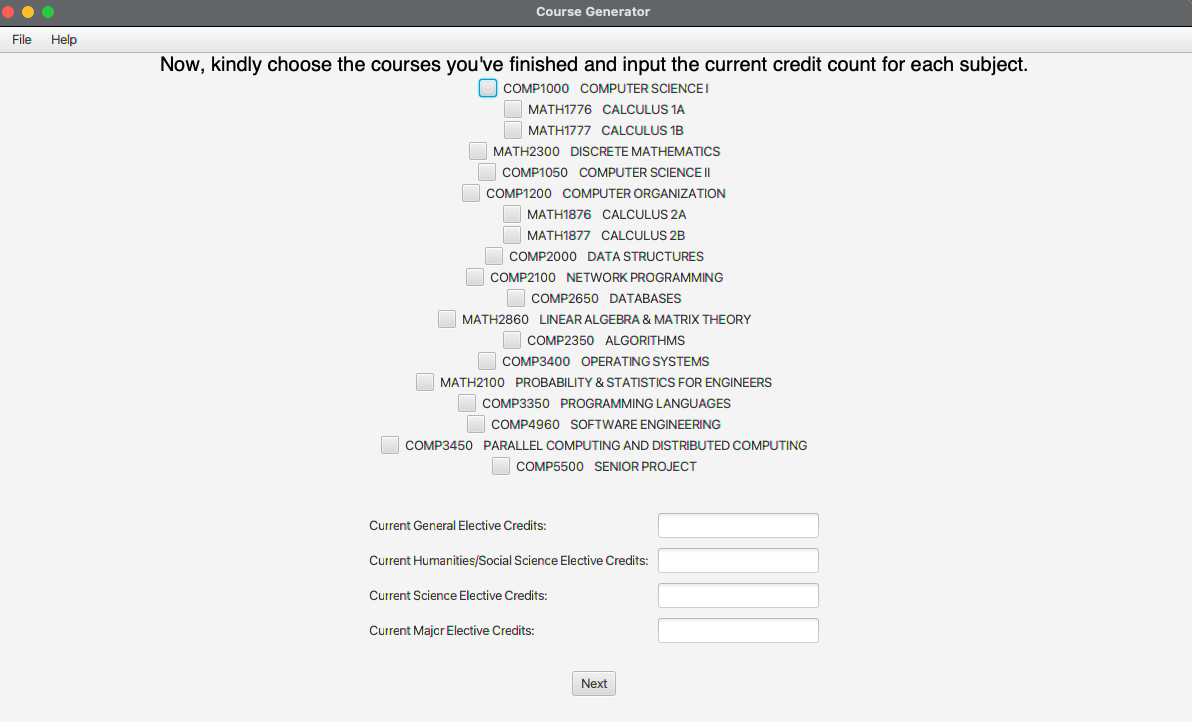 Course Generator
File Help
Now, kindly choose the courses you've finished and input the current credit count for each subject.
COMP1000 COMPUTER SCIENCE I
MATH1776 CALCULUS 1A
MATH1777 CALCULUS 1B
MATH2300 DISCRETE MATHEMATICS
COMP1050 COMPUTER SCIENCE II
COMP1200 COMPUTER ORGANIZATION
MATH1876 CALCULUS 2A
MATH1877 CALCULUS 2B
COMP2000 DATA STRUCTURES
COMP2100 NETWORK PROGRAMMING
COMP2650 DATABASES
MATH2860 LINEAR ALGEBRA & MATRIX THEORY
COMP2350 ALGORITHMS
COMP3400 OPERATING SYSTEMS
MATH2100 PROBABILITY & STATISTICS FOR ENGINEERS
COMP3350 PROGRAMMING LANGUAGES
COMP4960 SOFTWARE ENGINEERING
COMP3450 PARALLEL COMPUTING AND DISTRIBUTED COMPUTING
COMP5500 SENIOR PROJECT
Current General Elective Credits:
Current Humanities/Social Science Elective Credits:
Current Science Elective Credits:
Current Major Elective Credits:
Next